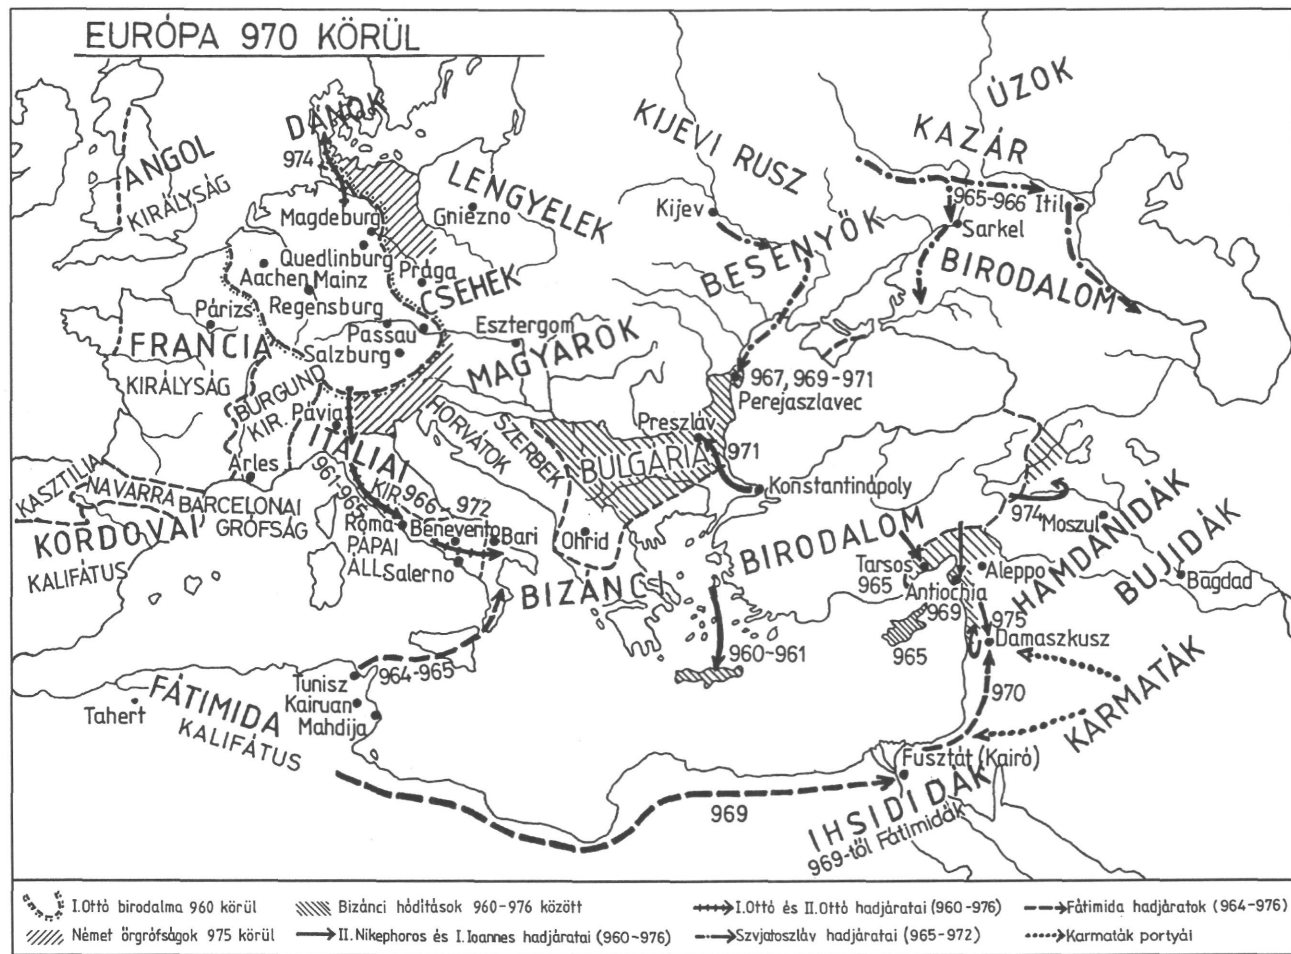 EURÓPA 970 KÖRÜL
DÁNOK
974
ANGOL
KIRÁLYSÁG
LENGYELEK
Gniezno
KIJEVI RUSZ
Kijev
ÚZOK
KAZÁR
965-966
Itil
Sarkel
BIRODALOM
BESENYŐK
Magdeburg
Quedlinburg
Aachen
Mainz
Prága
Regensburg
CSEHEK
Párizs
Passau
Salzburg
Esztergom
MAGYAROK
FRANCIA
KIRÁLYSÁG
BURGUND
KIR.
Pávia
ITÁLIAI
KIR.
961-965
966
972
HORVÁTOK
SZERBEK
967, 969-971
Perejaszlavec
Preszláv
971
BULGÁRIA
Konstantinápoly
Arles
KASZTILIA
NAVARRA
BARCELONAI
GRÓFSÁG
KORDOVAI
KALIFÁTUS
Róma
PÁPAI
ÁLL.
Benevento
Bari
Salerno
Ohrid
BIZÁNCI
BIRODALOM
974
Moszul
HAMDANIDÁK
BUJIDÁK
Bagdad
Tarsos
965
Antiochia
969
Aleppo
975
965
Damaszkusz
960-961
964-965
Tunisz
Kairuan
Mahdija
Tahert
FÁTIMIDA
KALIFÁTUS
970
KARMATÁK
Fusztát (Kairó)
969
IHSIDIDÁK
969-től Fátimidák
I. Ottó birodalma 960 körül
Német őrgrófságok 975 körül
Bizánci hódítások 960-976 között
II. Nikephoros és I. Ioannes hadjáratai (960-976)
I. Ottó és II. Ottó hadjáratai (960-976)
Szvjatoszláv hadjáratai (965-972)
Fátimida hadjáratok (964-976)
Karmaták portyái